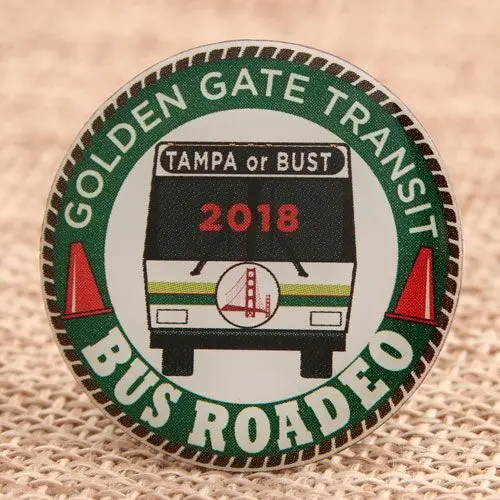 GOLDEN GATE TRANSIT
TAMPA or BUST
2018
BUS ROADEO